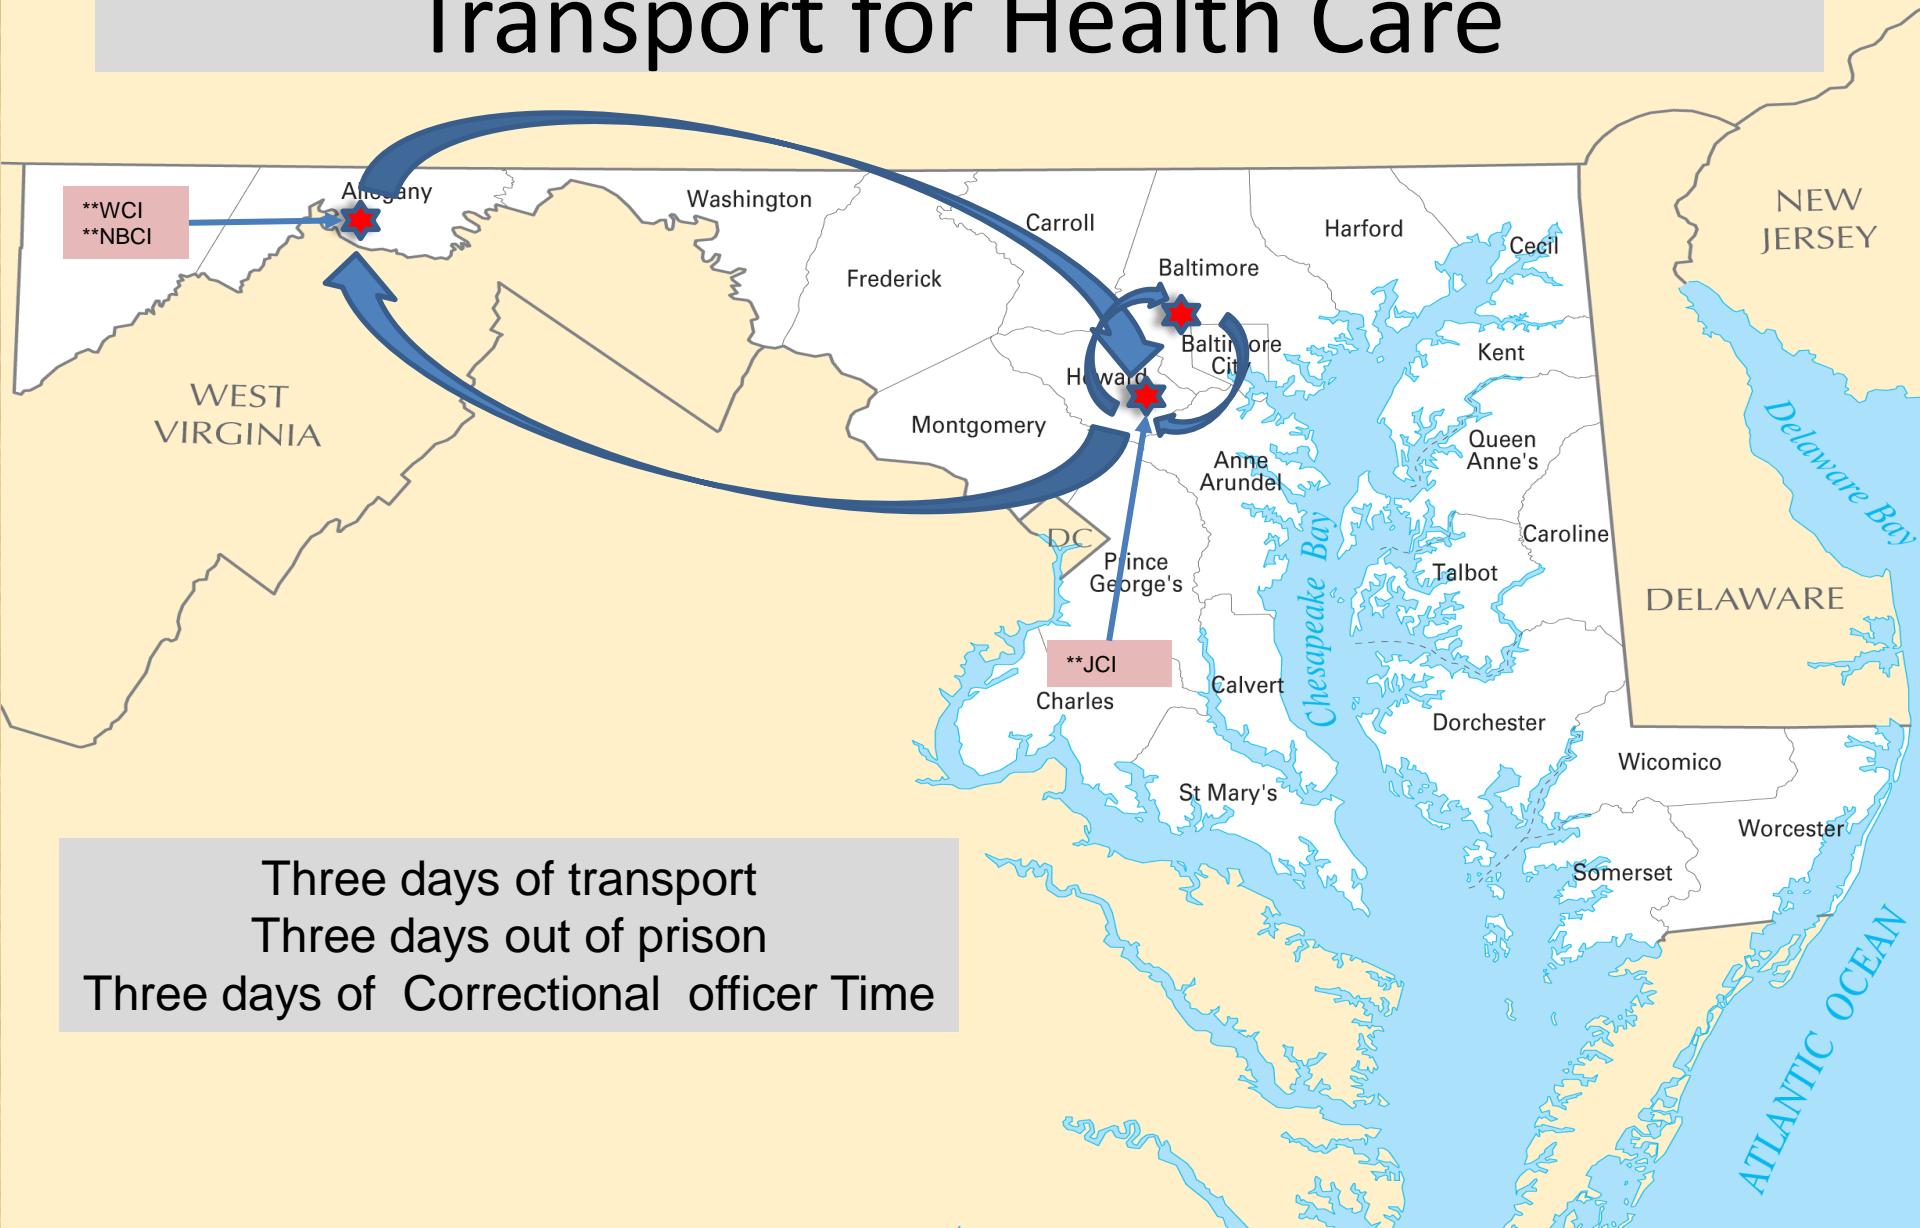 Transport for Health Care
Allegany
Washington
**WCI
**NBCI
Frederick
Carroll
Baltimore
Harford
Cecil
NEW
JERSEY
Baltimore
City
Kent
Howard
WEST
VIRGINIA
Montgomery
Anne
Arundel
Queen
Anne's
Delaware Bay
DC
Prince
George's
Chesapeake Bay
Caroline
Talbot
DELAWARE
**JCI
Charles
Calvert
Dorchester
Wicomico
St Mary's
Worcester
Somerset
Three days of transport
Three days out of prison
Three days of  Correctional  officer Time
ATLANTIC OCEAN